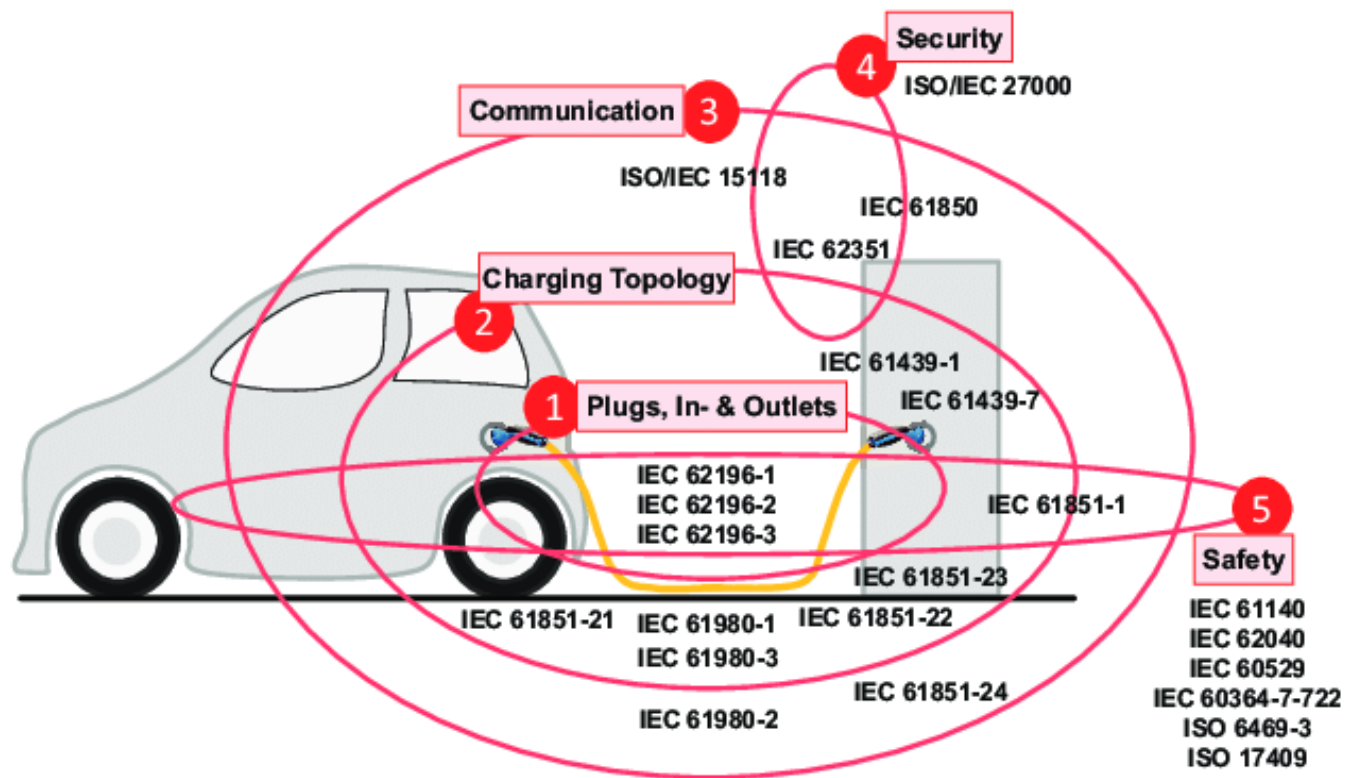 Security
4
ISO/IEC 27000
Communication
3
ISO/IEC 15118
IEC 61850
IEC 62351
Charging Topology
2
IEC 61439-1
1
Plugs, In- & Outlets
IEC 61439-7
IEC 62196-1
IEC 62196-2
IEC 62196-3
IEC 61851-1
5
Safety
IEC 61851-23
IEC 61851-21
IEC 61980-1
IEC 61851-22
IEC 61980-3
IEC 61851-24
IEC 61980-2
IEC 61140
IEC 62040
IEC 60529
IEC 60364-7-722
ISO 6469-3
ISO 17409